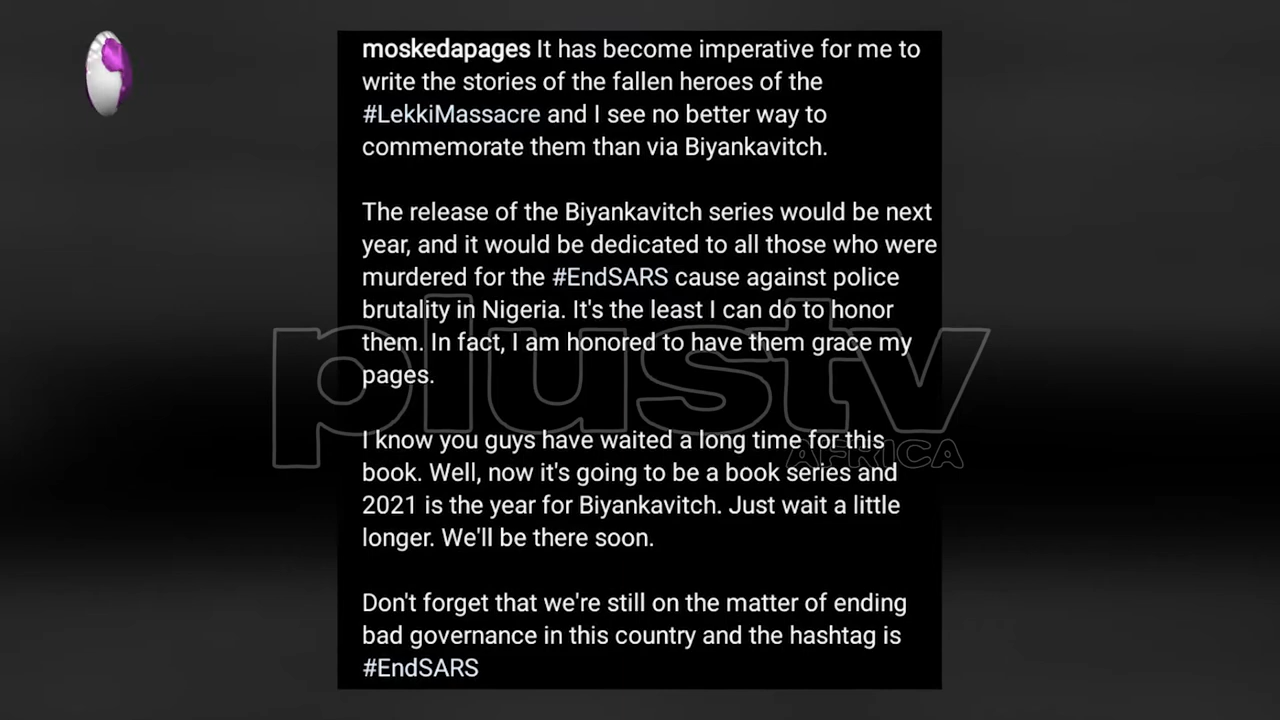 moskedapages It has become imperative for me to
write the stories of the fallen heroes of the
#LekkiMassacre and I see no better way to
commemorate them than via Biyankavitch.
The release of the Biyankavitch series would be next
year, and it would be dedicated to all those who were
murdered for the #EndSARS cause against police
brutality in Nigeria. It's the least I can do to honor
them. In fact, I am honored to have them grace my
pages.
plustv
AFRICA
I know you guys have waited a long time for this
book. Well, now it's going to be a book series and
2021 is the year for Biyankavitch. Just wait a little
longer. We'll be there soon.
Don't forget that we're still on the matter of ending
bad governance in this country and the hashtag is
#EndSARS